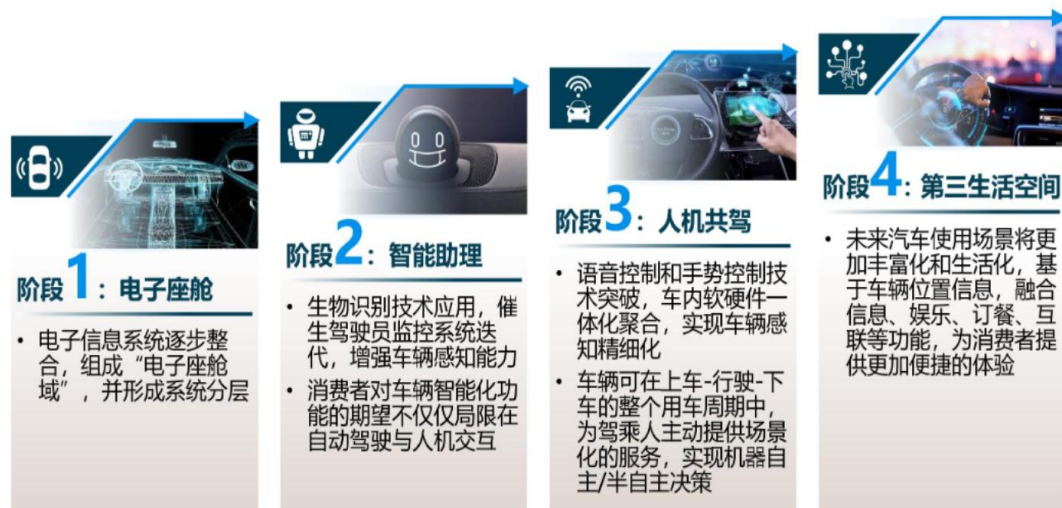 阶段1：电子座舱
• 电子信息系统逐步整
合，组成“电子座舱
域”，并形成系统分层
阶段2：智能助理
• 生物识别技术应用，催
生驾驶员监控系统迭
代，增强车辆感知能力
• 消费者对车辆智能化功
能的期望不仅仅局限在
自动驾驶与人机交互
阶段3：人机共驾
• 语音控制和手势控制技
术突破，车内软硬件一
体化聚合，实现车辆感
知精细化
• 车辆可在上车-行驶-下
车的整个用车周期中，
为驾乘人主动提供场景
化的服务，实现机器自
主/半自主决策
阶段4：第三生活空间
• 未来汽车使用场景将更
加丰富化和生活化，基
于车辆位置信息，融合
信息、娱乐、订餐、互
联等功能，为消费者提
供更加便捷的体验